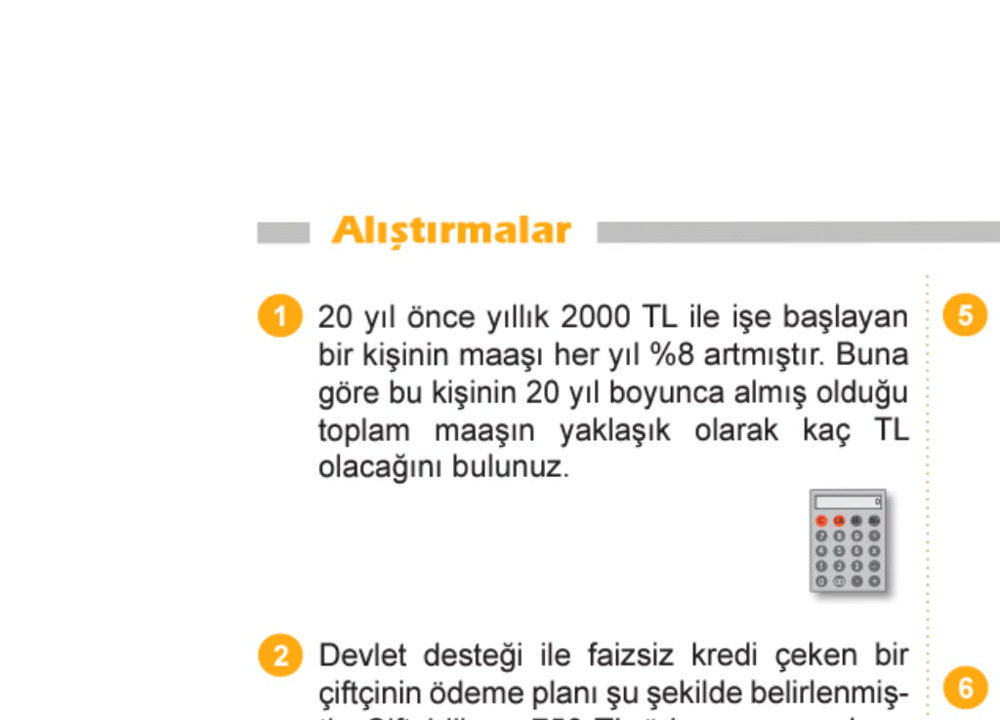 Alıştırmalar
1 20 yıl önce yıllık 2000 TL ile işe başlayan
bir kişinin maaşı her yıl %8 artmıştır. Buna
göre bu kişinin 20 yıl boyunca almış olduğu
toplam maaşın yaklaşık olarak kaç TL
olacağını bulunuz.
2 Devlet desteği ile faizsiz kredi çeken bir
çiftçinin ödeme planı şu şekilde belirlenmiş-
5
6